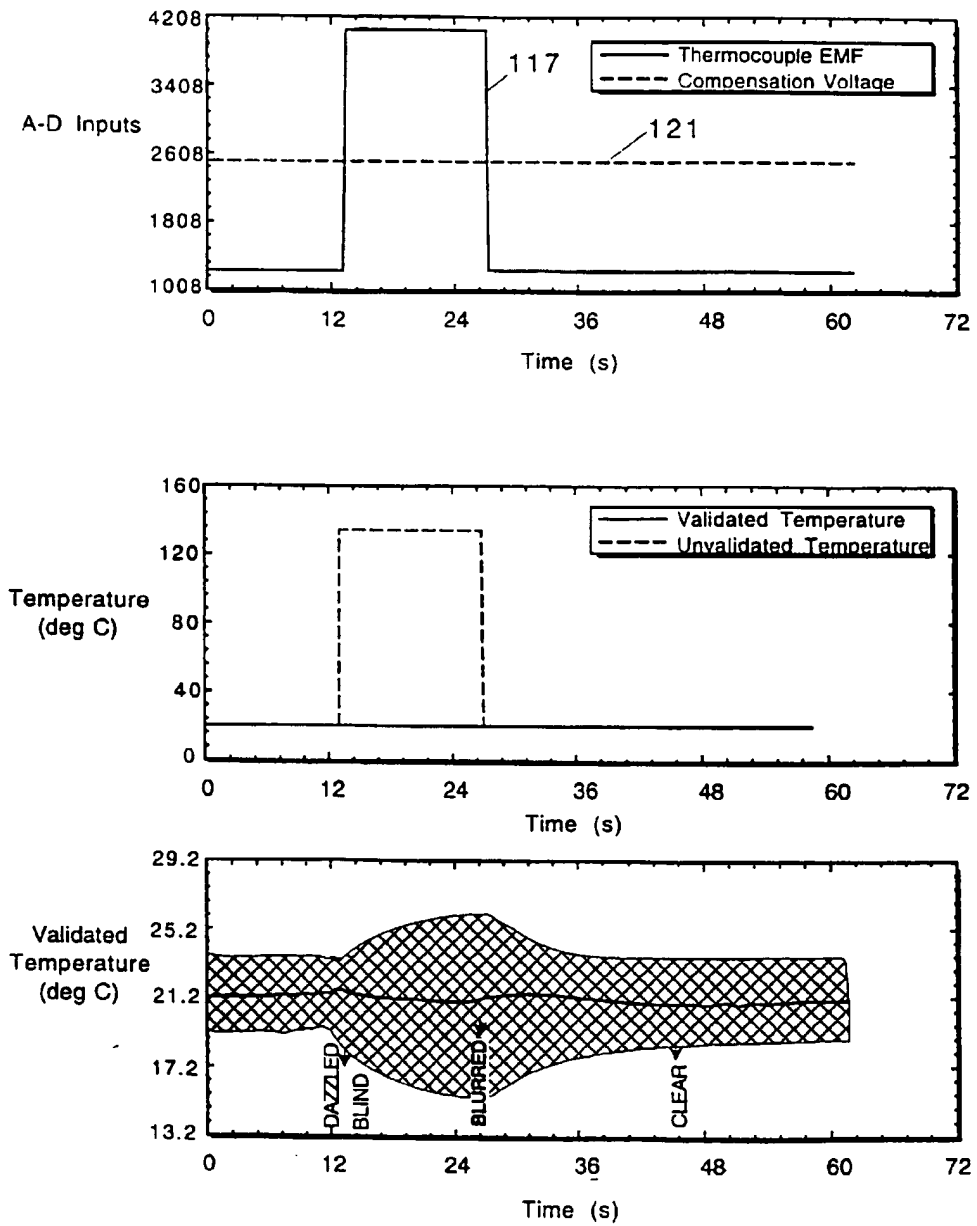 4208
3408
2608
1808
1008
A-D Inputs
Thermocouple EMF
Compensation Voltage
117
121
0 12 24 36 48 60 72
Time (s)
160
120
80
40
0
Temperature
(deg C)
Validated Temperature
Unvalidated Temperature
0 12 24 36 48 60 72
Time (s)
29.2
25.2
21.2
17.2
13.2
Validated
Temperature
(deg C)
DAZZLED
BLIND
BLURRED
CLEAR
0 12 24 36 48 60 72
Time (s)